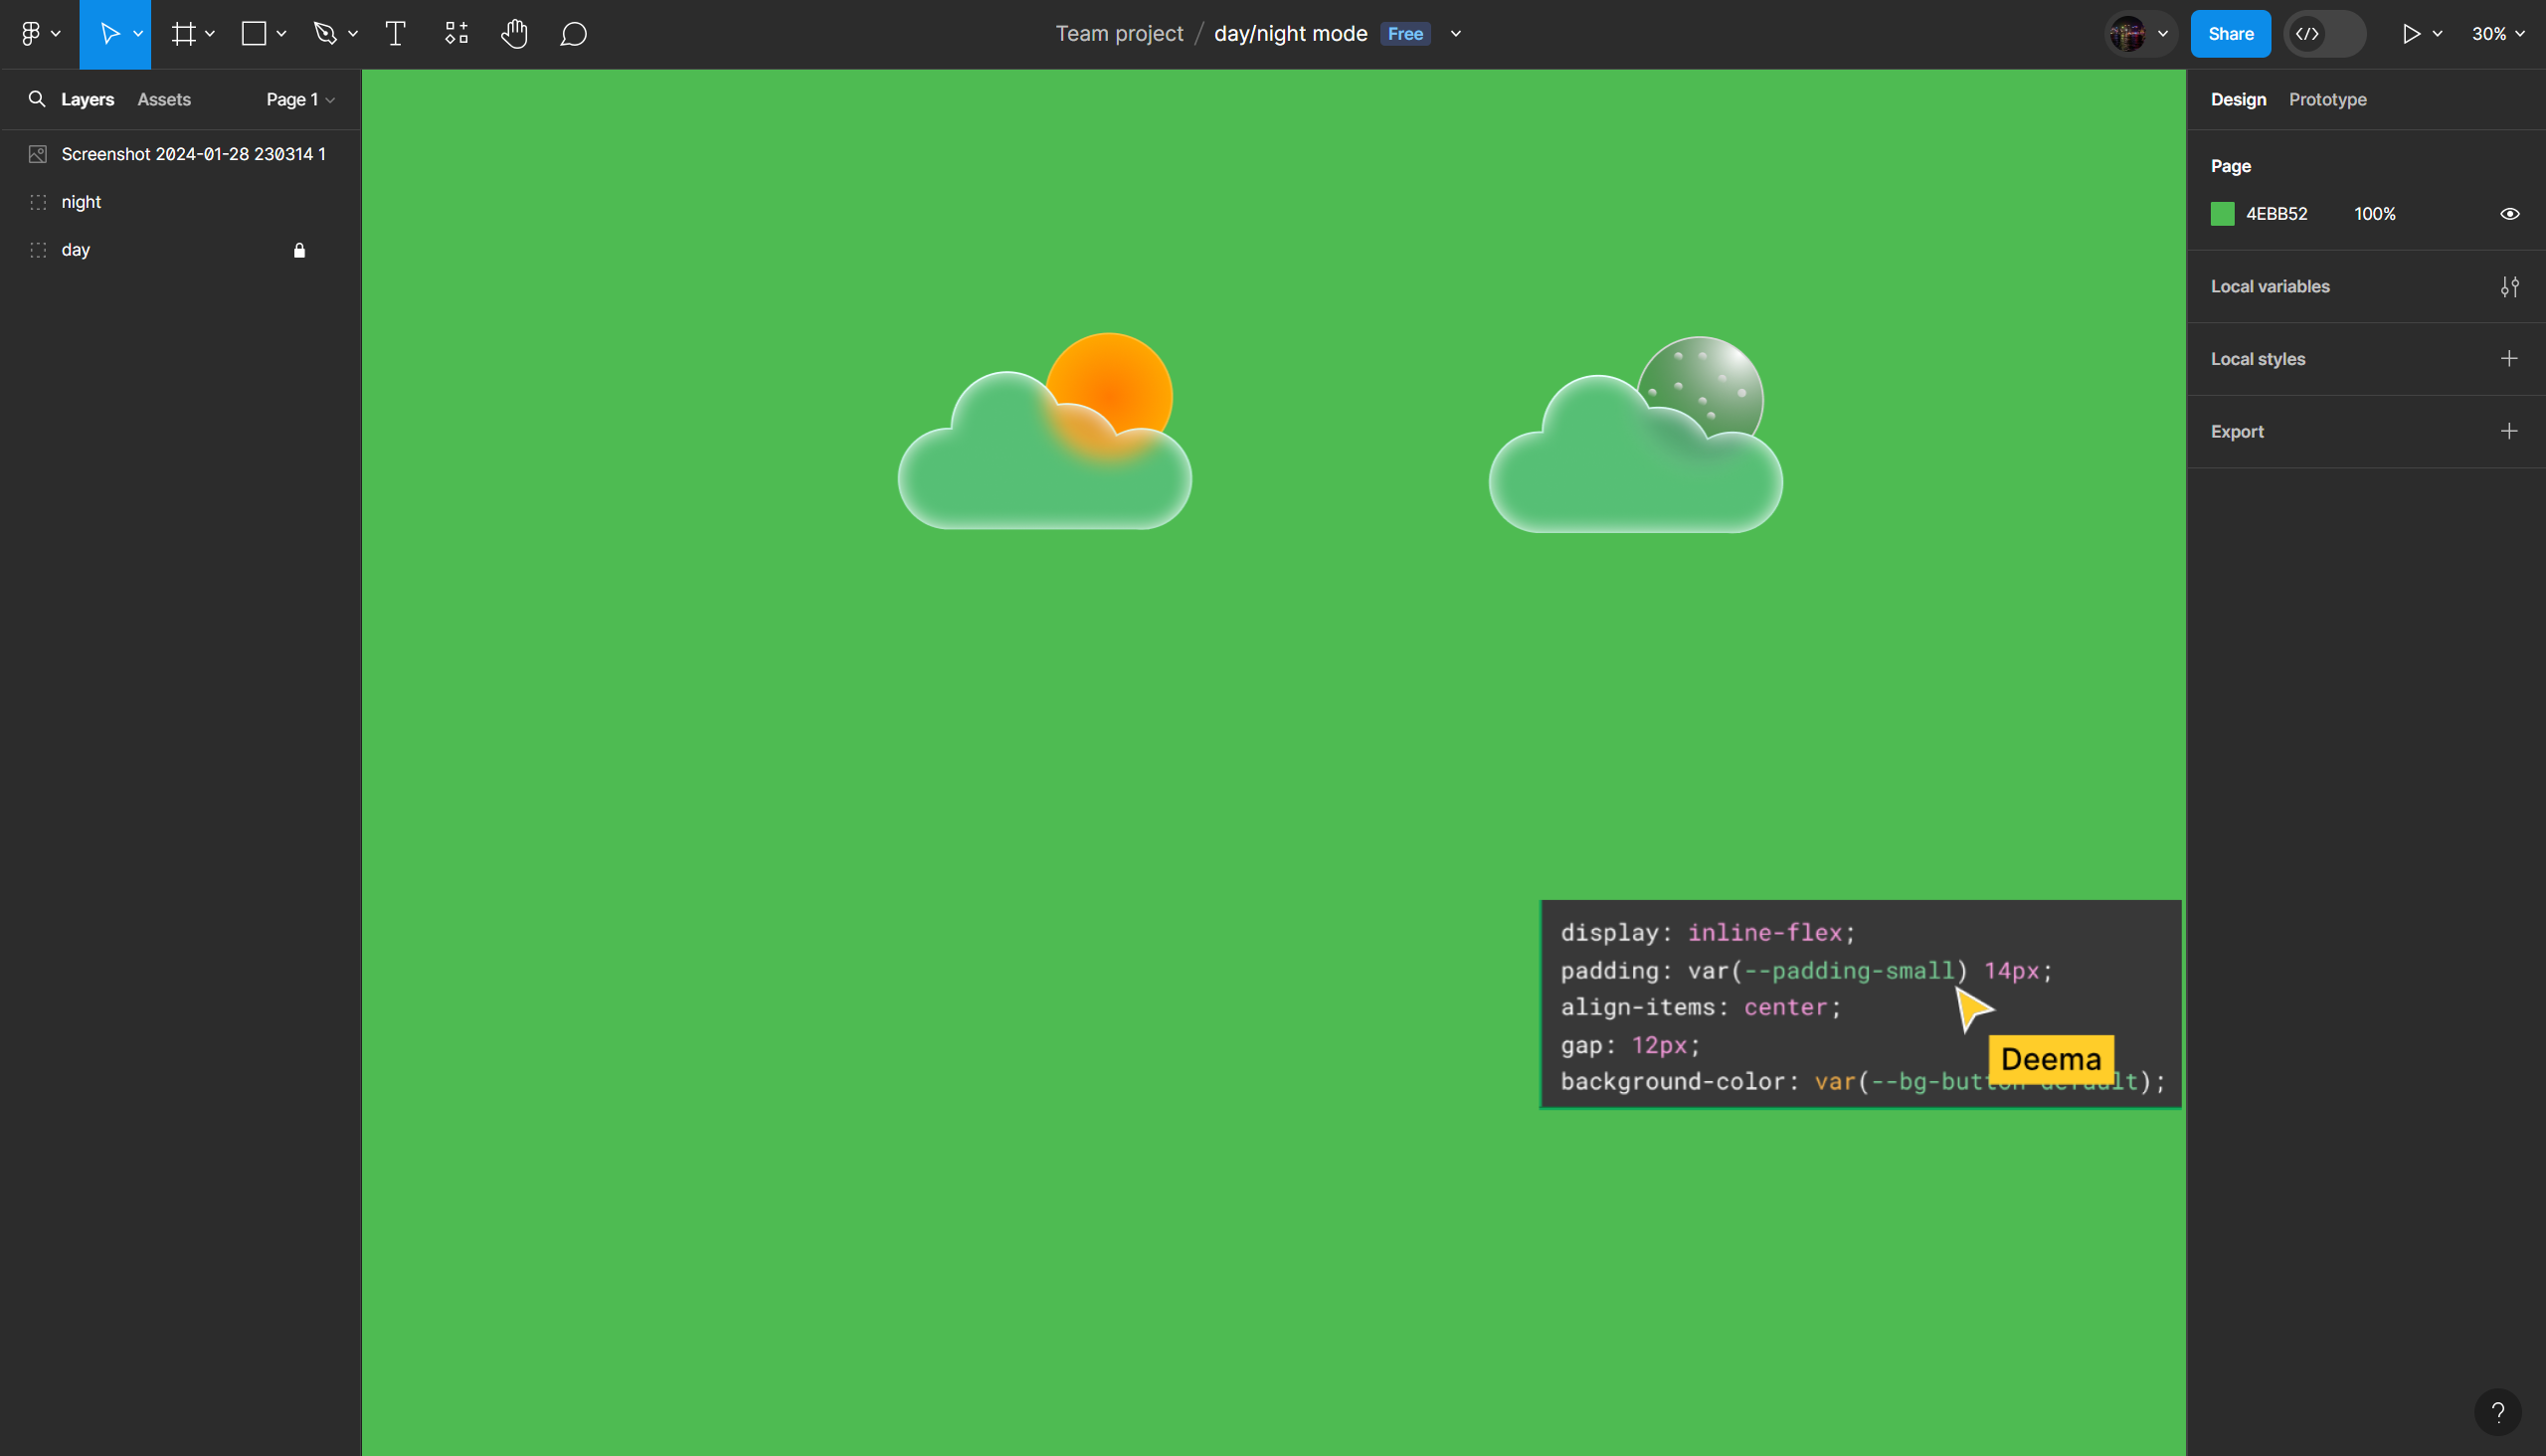 Team project / day/night mode Free
Share
30%
Layers Assets Page 1
Screenshot 2024-01-28 230314 1
night
day
Design Prototype
Page
4EBB52 100%
Local variables
Local styles
Export
display: inline-flex;
padding: var(--padding-small) 14px;
align-items: center;
gap: 12px;
Deema
background-color: var(--bg-button-default);
?